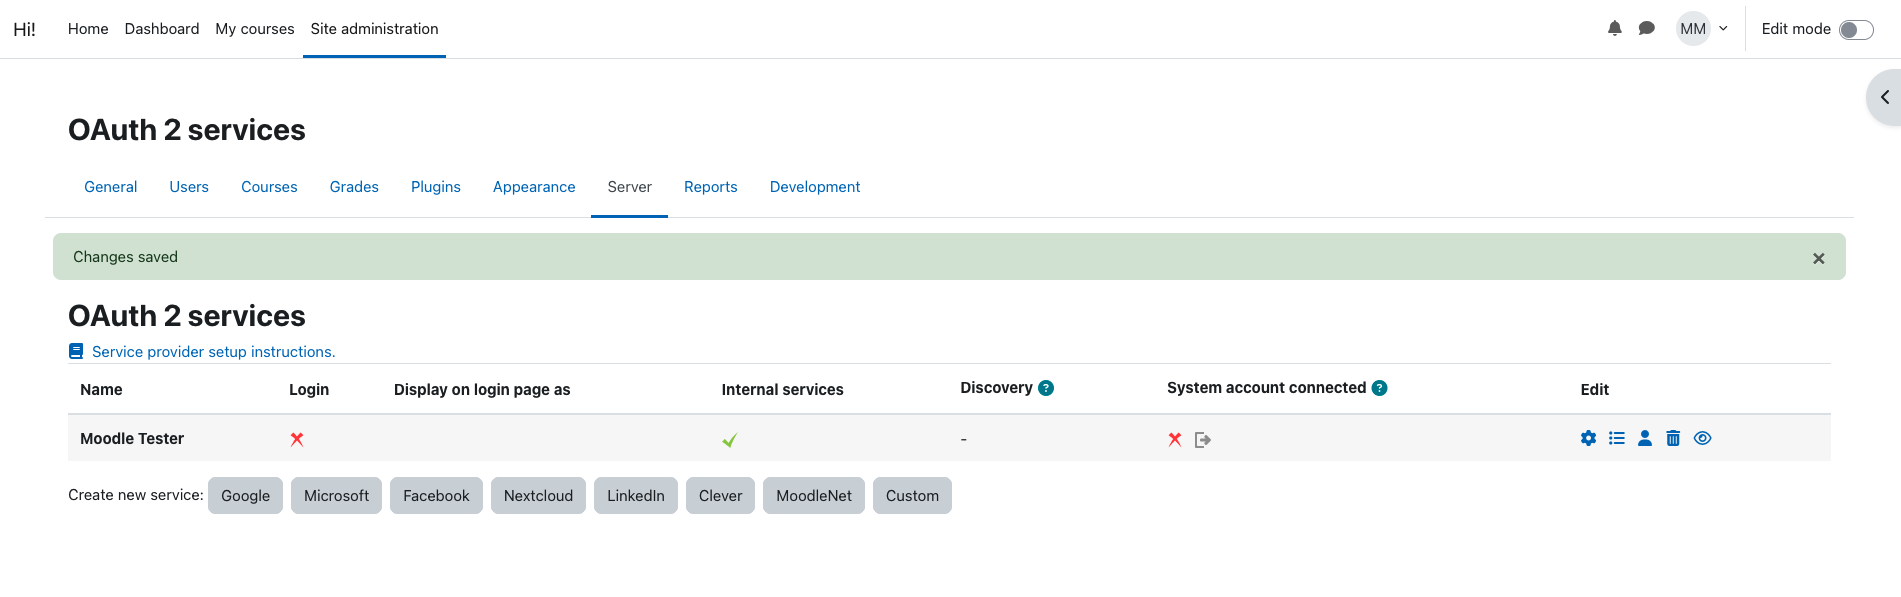 Hi! Home Dashboard My courses Site administration MM Edit mode
OAuth 2 services
General Users Courses Grades Plugins Appearance Server Reports Development
Changes saved
OAuth 2 services
Service provider setup instructions.
Name Login Display on login page as Internal services Discovery ? System account connected ? Edit
Moodle Tester -
Create new service: Google Microsoft Facebook Nextcloud LinkedIn Clever MoodleNet Custom